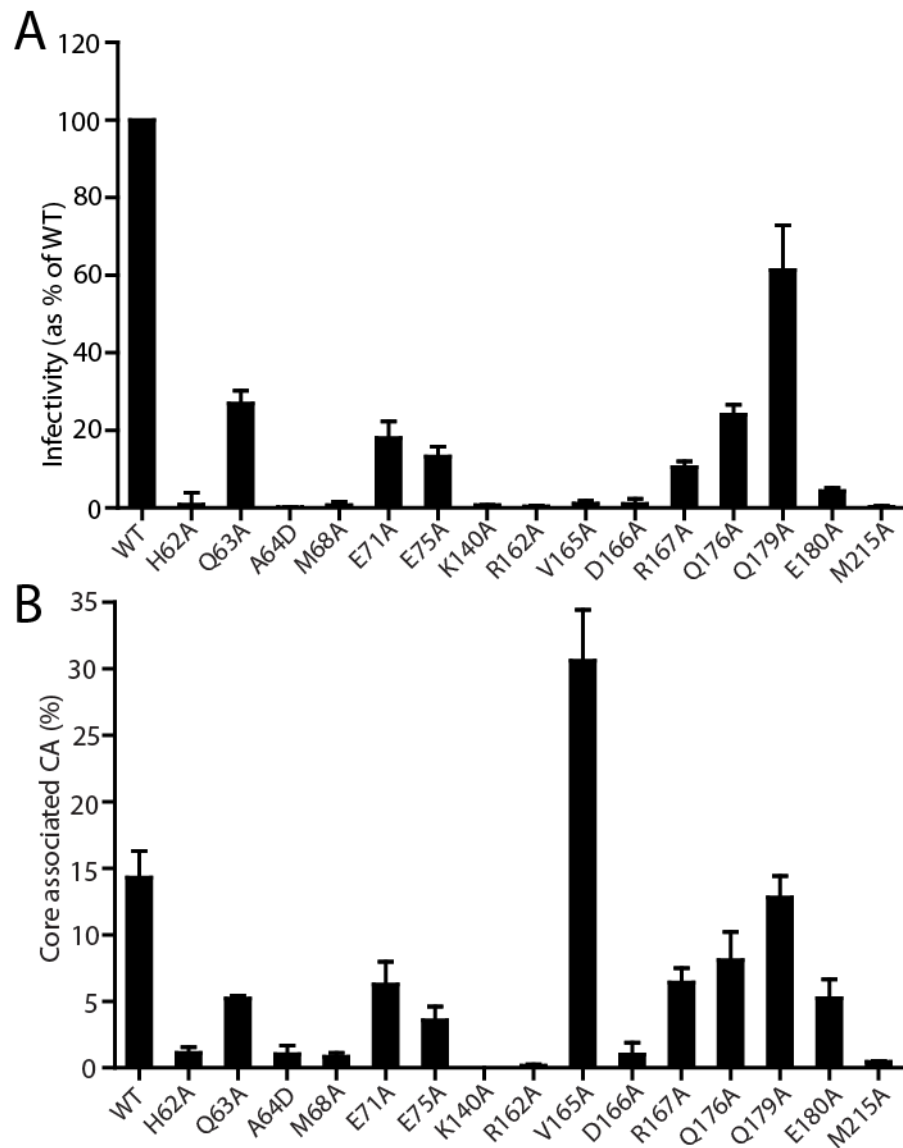 A
Infectivity (as % of WT)
120
100
80
60
40
20
0
WT
H62A
Q63A
A64D
M68A
E71A
E75A
K140A
R162A
V165A
D166A
R167A
Q176A
Q179A
E180A
M215A
B
Core associated CA (%)
35
30
25
20
15
10
5
0
WT
H62A
Q63A
A64D
M68A
E71A
E75A
K140A
R162A
V165A
D166A
R167A
Q176A
Q179A
E180A
M215A